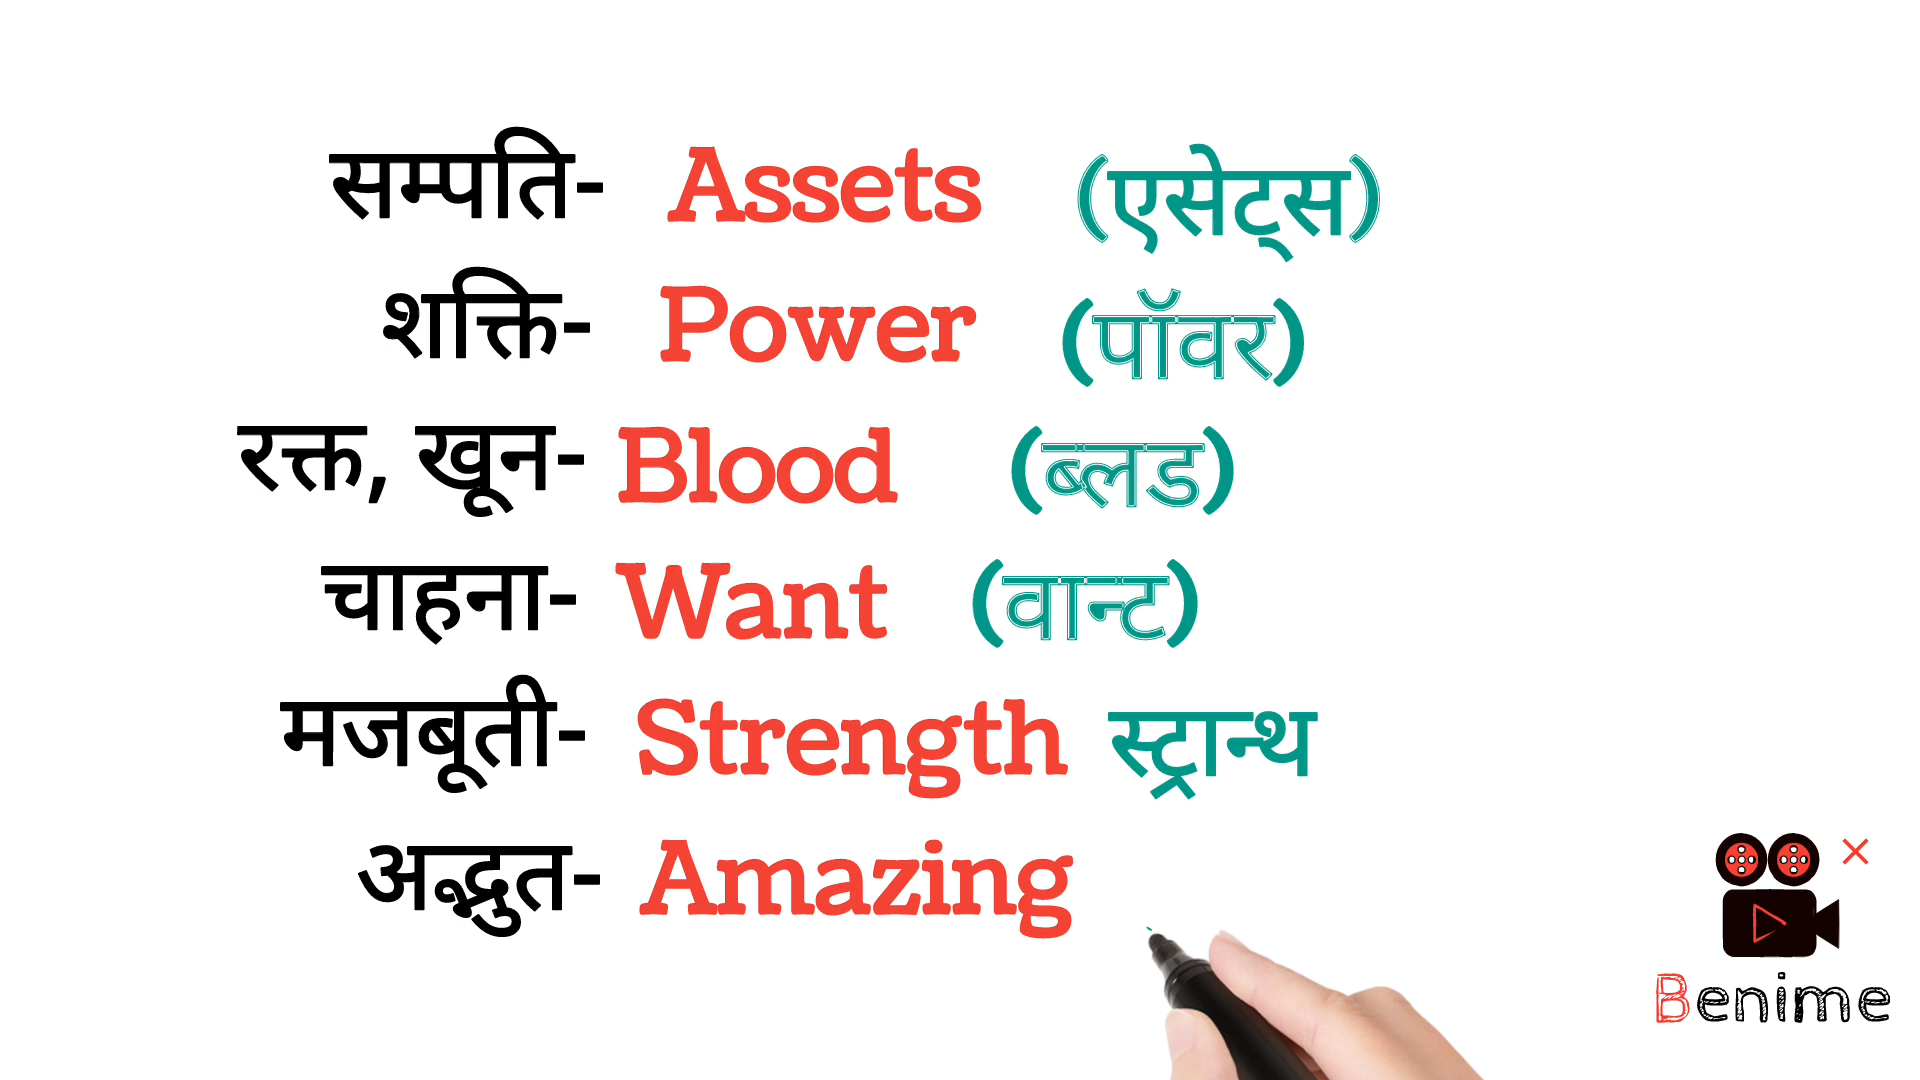 सम्पति- Assets (एसेट्स)
शक्ति- Power (पॉवर)
रक्त, खून- Blood (ब्लड)
चाहना- Want (वान्ट)
मजबूती- Strength स्ट्रान्थ
अद्भुत- Amazing
Benime